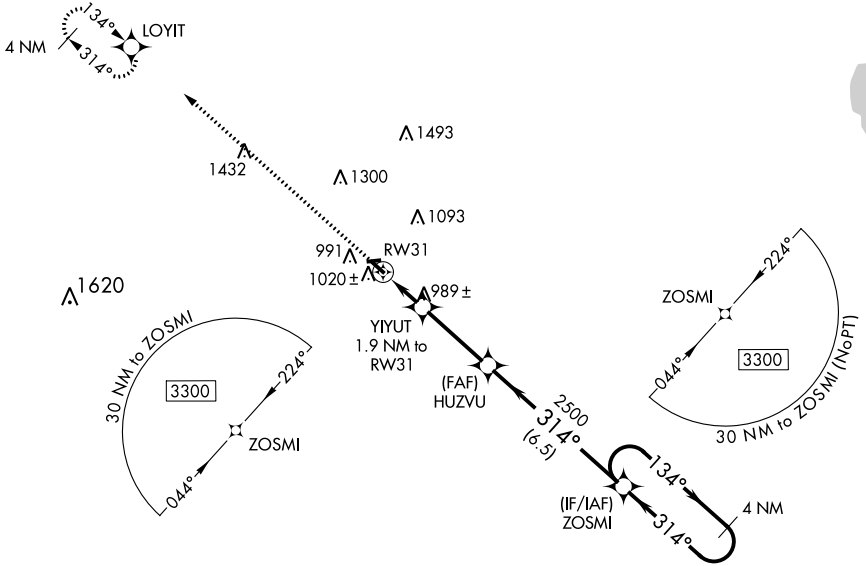 134°
LOYIT
4 NM
314°
1493
1432
1300
1093
991
RW31
1020 ±
1620
989 ±
224°
ZOSMI
YIYUT
1.9 NM to
RW31
30 NM to ZOSMI
3300
224°
044°
ZOSMI
(FAF)
HUZVU
3300
044°
30 NM to ZOSMI (NoPT)
2500
314°
(6.5)
134°
(IF/IAF)
ZOSMI
314°
4 NM